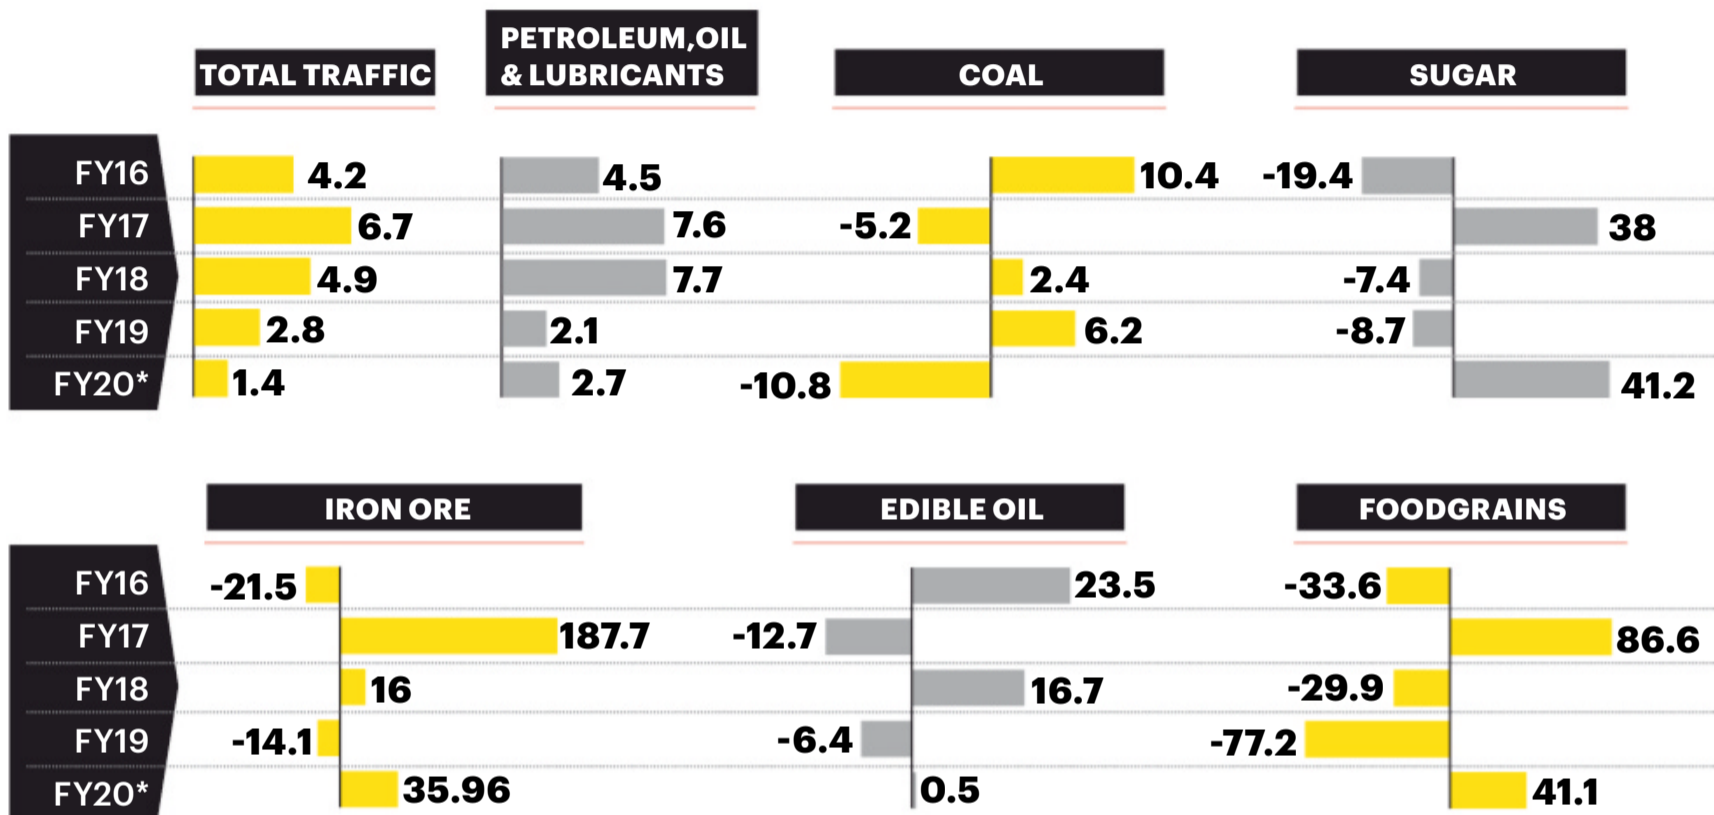 TOTAL TRAFFIC
PETROLEUM,OIL
& LUBRICANTS
COAL
SUGAR
FY16 4.2 4.5 10.4 -19.4
FY17 6.7 7.6 -5.2 38
FY18 4.9 7.7 2.4 -7.4
FY19 2.8 2.1 6.2 -8.7
FY20* 1.4 2.7 -10.8 41.2
IRON ORE EDIBLE OIL FOODGRAINS
FY16 -21.5 23.5 -33.6
FY17 187.7 -12.7 86.6
FY18 16 16.7 -29.9
FY19 -14.1 -6.4 -77.2
FY20* 35.96 0.5 41.1